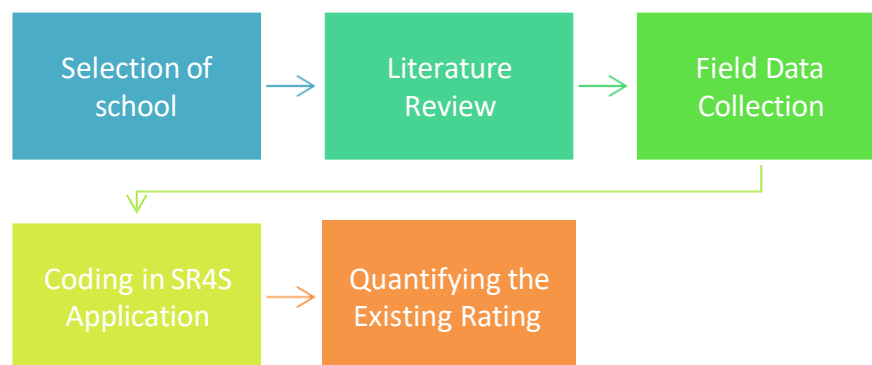 Selection of
school
Literature
Review
Field Data
Collection
Coding in SR4S
Application
Quantifying the
Existing Rating